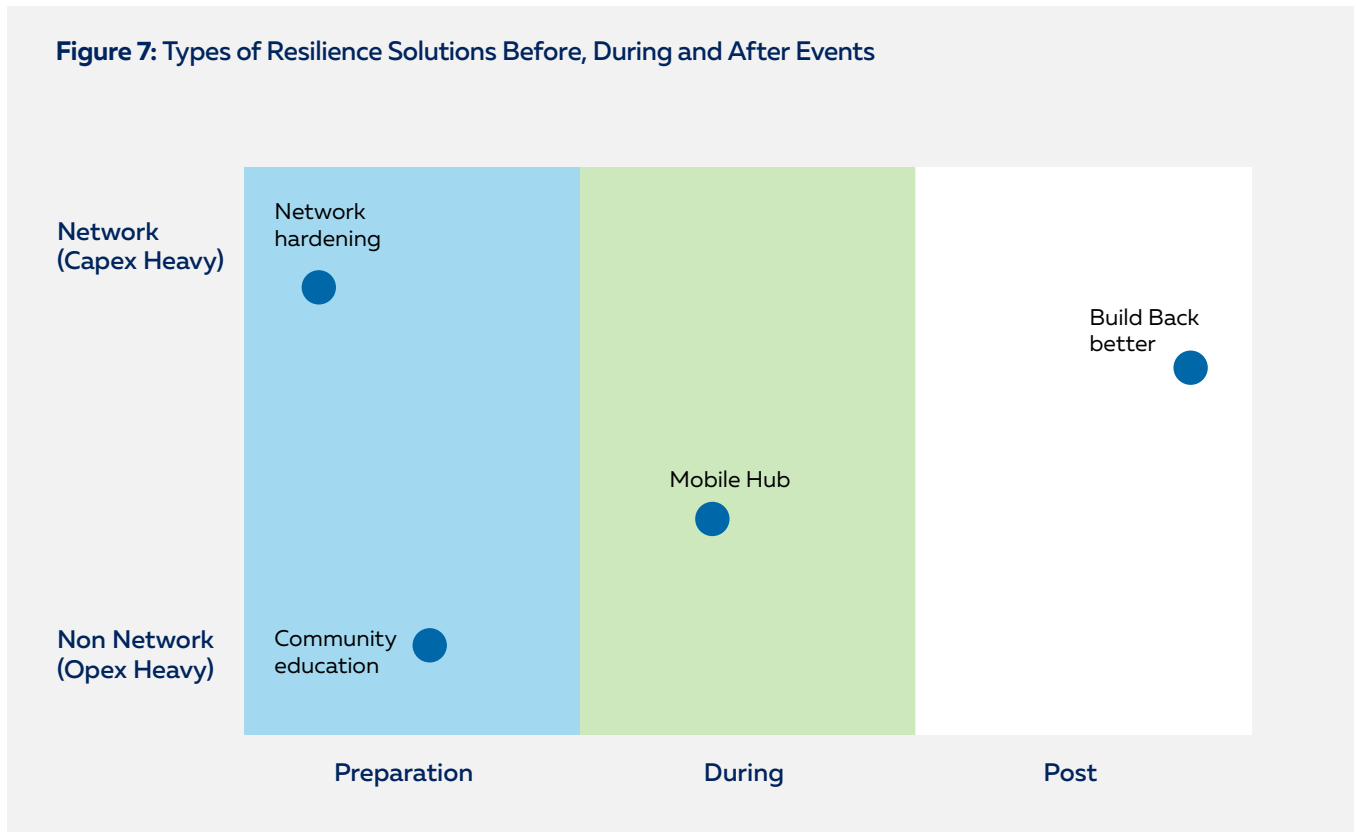 Figure 7: Types of Resilience Solutions Before, During and After Events
Network
(Capex Heavy)
Network
hardening
Build Back
better
Mobile Hub
Non Network
(Opex Heavy)
Community
education
Preparation
During
Post